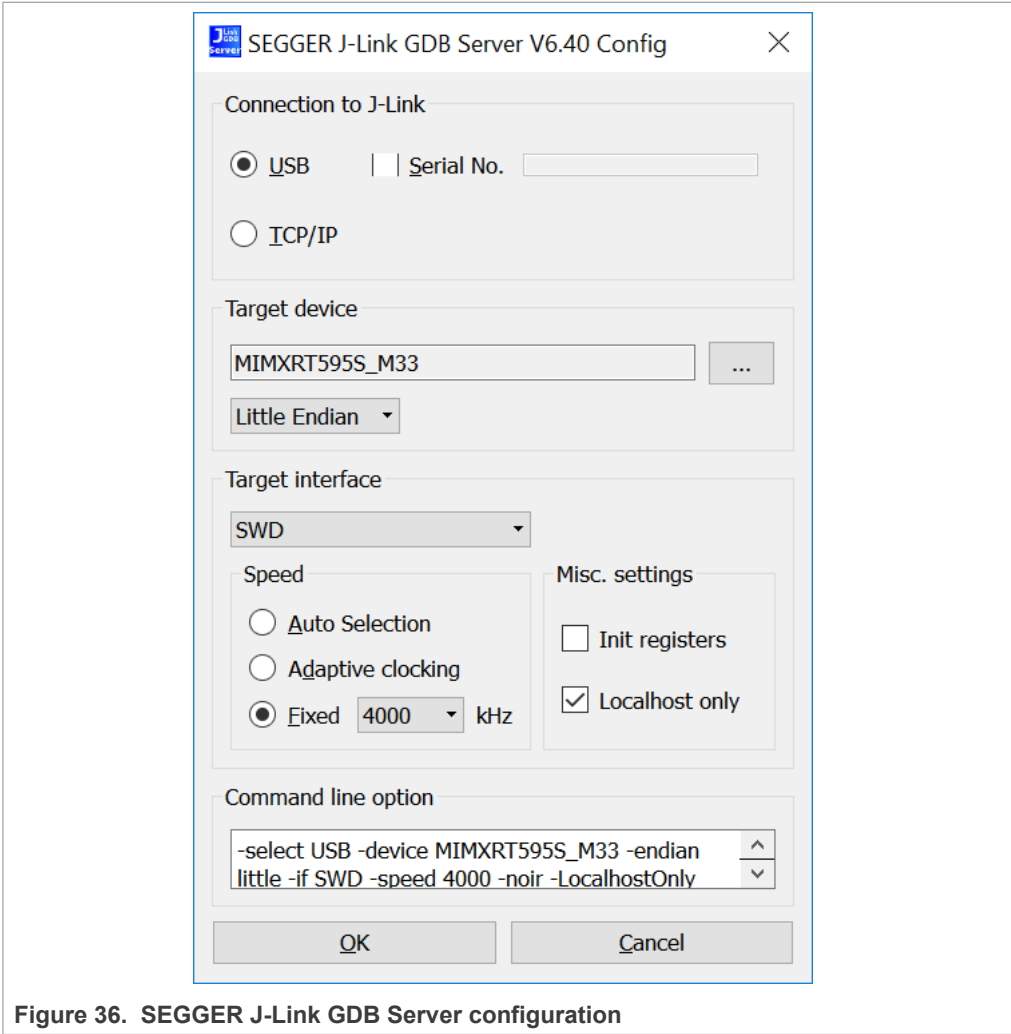 JLink
GDB
Server
SEGGER J-Link GDB Server V6.40 Config
Connection to J-Link
USB Serial No.
TCP/IP
Target device
MIMXRT595S_M33
...
Little Endian
Target interface
SWD
Speed Misc. settings
Auto Selection
Init registers
Adaptive clocking
Localhost only
Fixed 4000 kHz
Command line option
-select USB -device MIMXRT595S_M33 -endian
little -if SWD -speed 4000 -noir -LocalhostOnly
OK Cancel
Figure 36. SEGGER J-Link GDB Server configuration